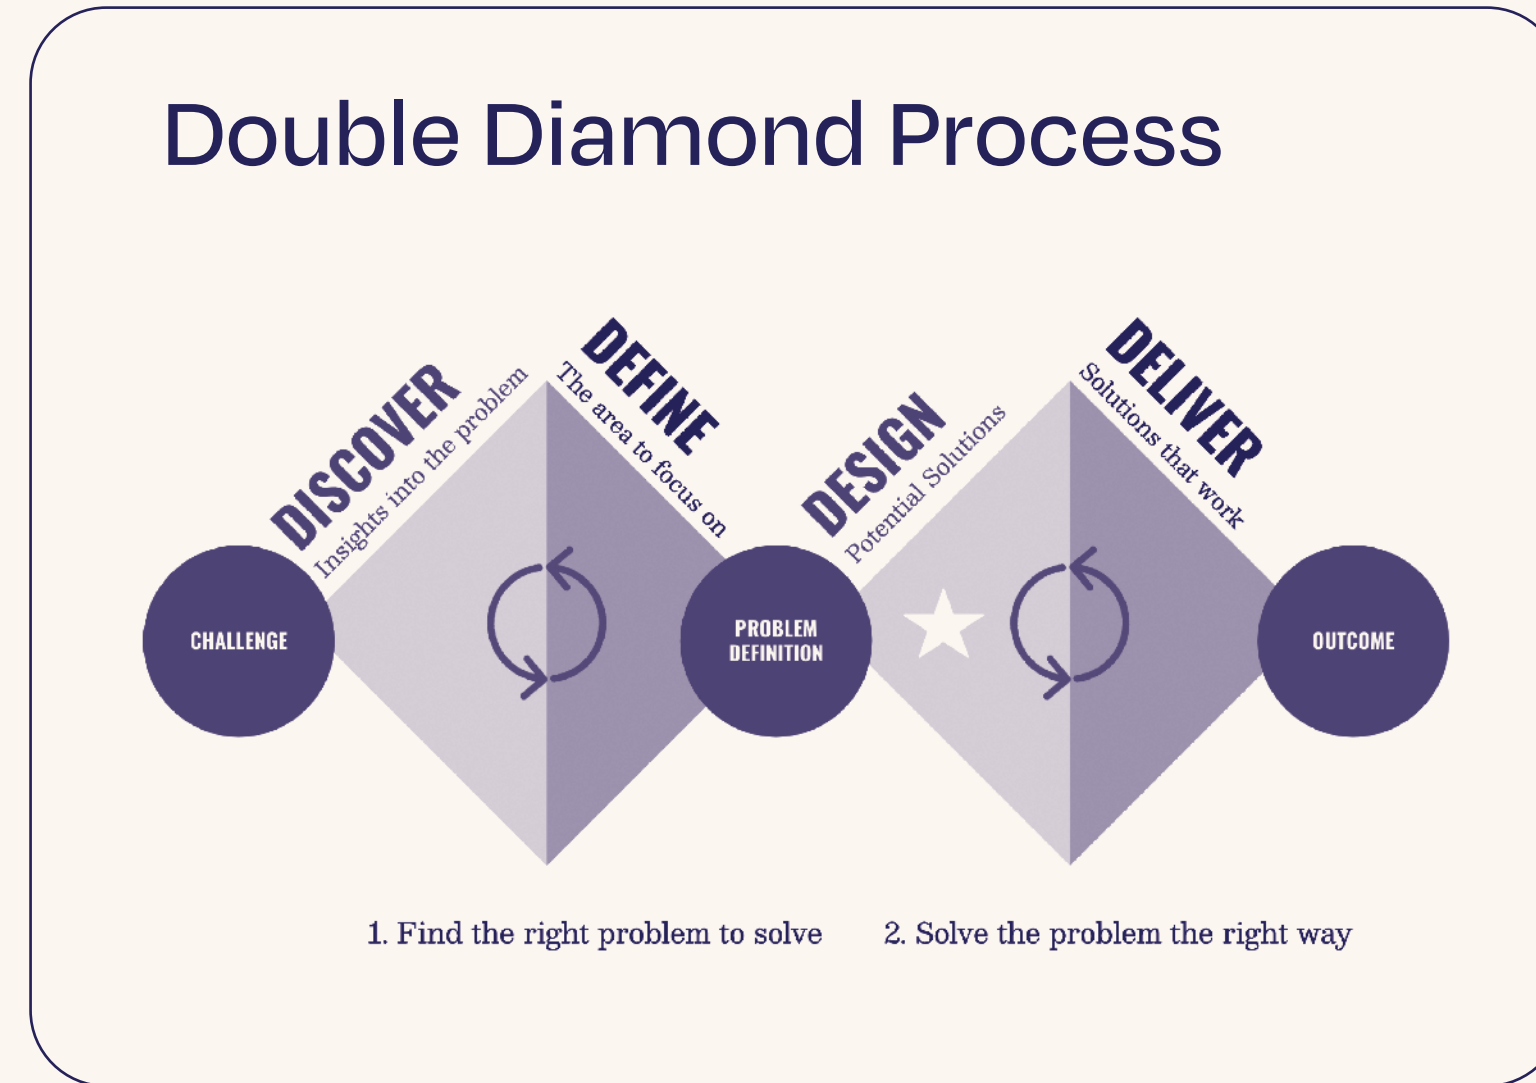 Double Diamond Process
DISCOVER
Insights into the problem
DEFINE
The area to focus on
DESIGN
Potential Solutions
DELIVER
Solutions that work
CHALLENGE
PROBLEM
DEFINITION
OUTCOME
1. Find the right problem to solve
2. Solve the problem the right way